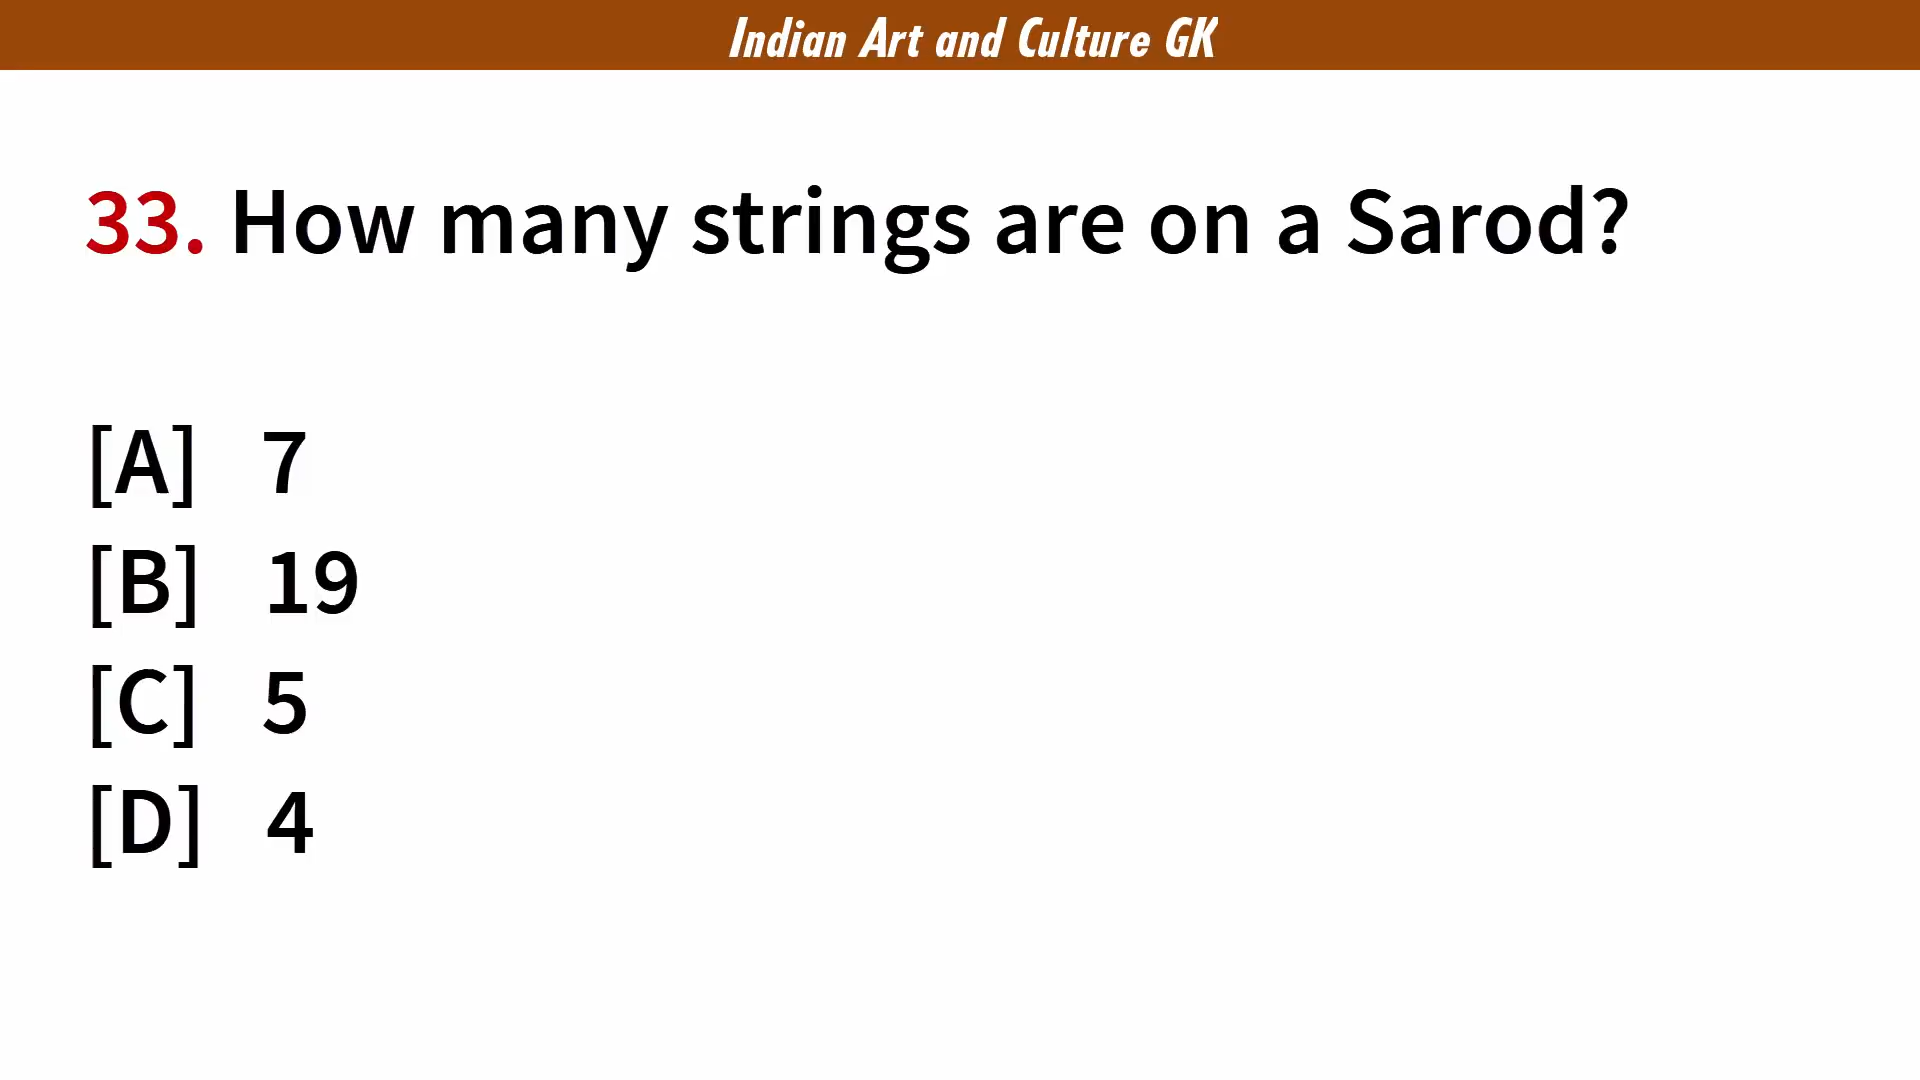 Indian Art and Culture GK
33. How many strings are on a Sarod?
[A] 7
[B] 19
[C] 5
[D] 4